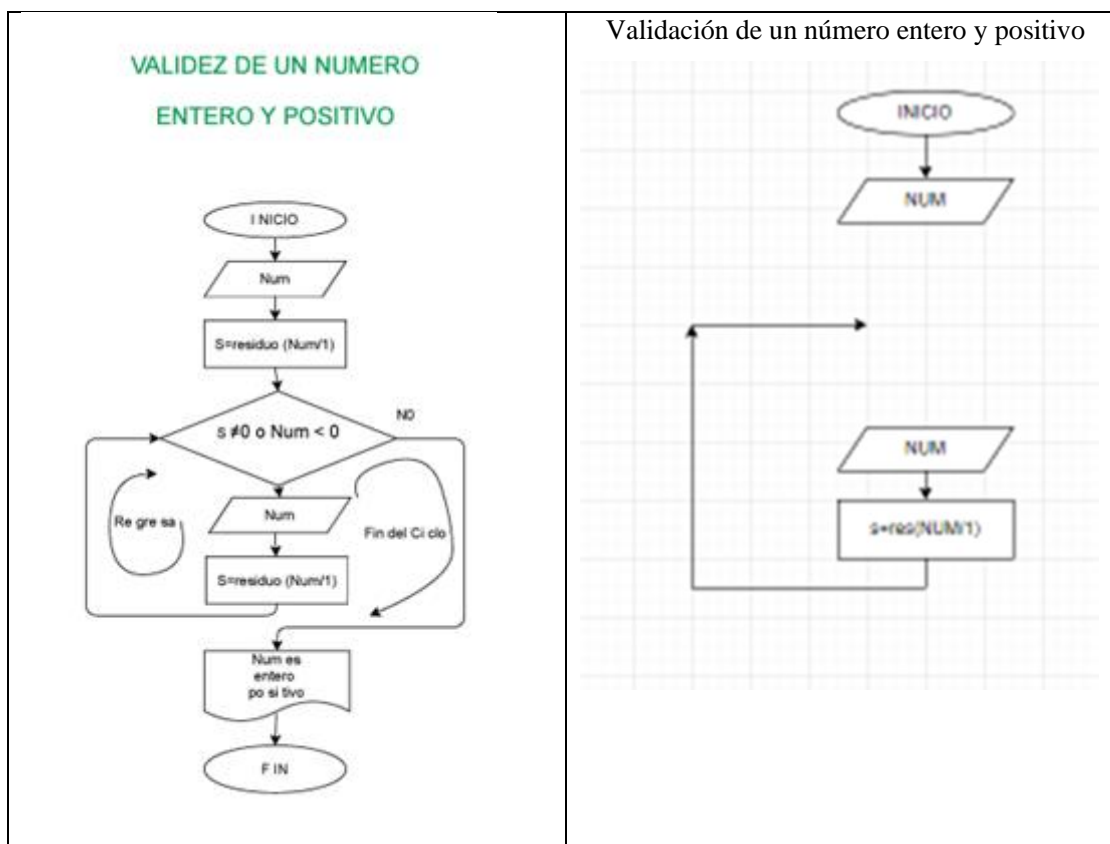 VALIDEZ DE UN NUMERO
ENTERO Y POSITIVO
I NICIO
Num
S=residuo (Num/1)
s ≠0 o Num < 0
N0
Num
Re gre sa
Fin del Ci clo
S=residuo (Num/1)
Num es
entero
po si tivo
F IN
Validación de un número entero y positivo
INICIO
NUM
NUM
s=res(NUM/1)